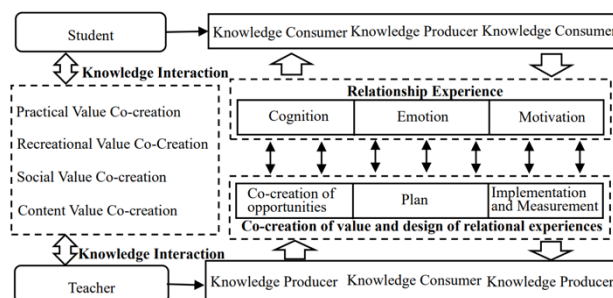 Student
Knowledge Consumer Knowledge Producer Knowledge Consumer
Knowledge Interaction
Relationship Experience
Cognition Emotion Motivation
Practical Value Co-creation
Recreational Value Co-Creation
Social Value Co-creation
Content Value Co-creation
Co-creation of
opportunities
Plan
Implementation
and Measurement
Co-creation of value and design of relational experiences
Knowledge Interaction
Teacher
Knowledge Producer Knowledge Consumer Knowledge Producer